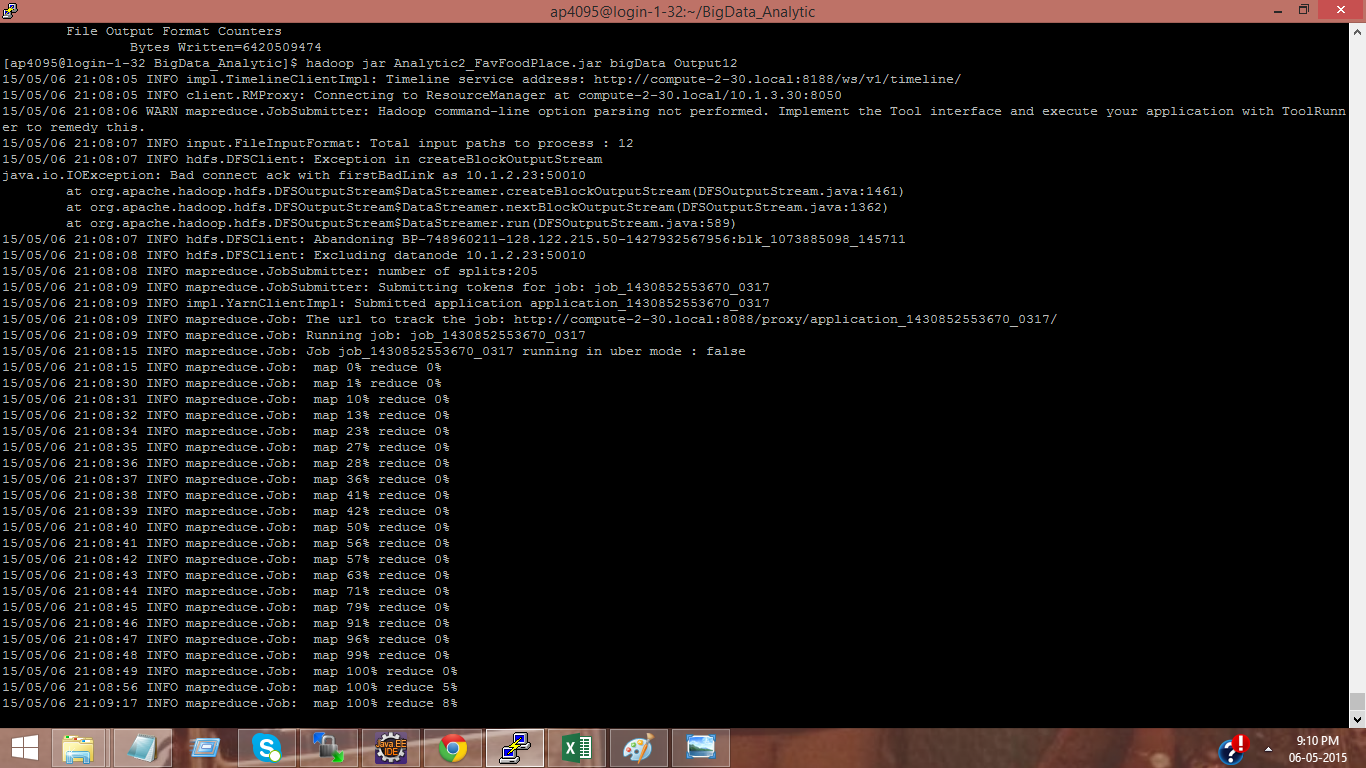 ap4095@login-1-32:~/BigData_Analytic
File Output Format Counters
Bytes Written=6420509474
[ap4095@login-1-32 BigData_Analytic]$ hadoop jar Analytic2_FavFoodPlace.jar bigData Output12
15/05/06 21:08:05 INFO impl.TimelineClientImpl: Timeline service address: http://compute-2-30.local:8188/ws/v1/timeline/
15/05/06 21:08:05 INFO client.RMProxy: Connecting to ResourceManager at compute-2-30.local/10.1.3.30:8050
15/05/06 21:08:06 WARN mapreduce.JobSubmitter: Hadoop command-line option parsing not performed. Implement the Tool interface and execute your application with ToolRunn
er to remedy this.
15/05/06 21:08:07 INFO input.FileInputFormat: Total input paths to process : 12
15/05/06 21:08:07 INFO hdfs.DFSClient: Exception in createBlockOutputStream
java.io.IOException: Bad connect ack with firstBadLink as 10.1.2.23:50010
at org.apache.hadoop.hdfs.DFSOutputStream$DataStreamer.createBlockOutputStream(DFSOutputStream.java:1461)
at org.apache.hadoop.hdfs.DFSOutputStream$DataStreamer.nextBlockOutputStream(DFSOutputStream.java:1362)
at org.apache.hadoop.hdfs.DFSOutputStream$DataStreamer.run(DFSOutputStream.java:589)
15/05/06 21:08:07 INFO hdfs.DFSClient: Abandoning BP-748960211-128.122.215.50-1427932567956:blk_1073885098_145711
15/05/06 21:08:08 INFO hdfs.DFSClient: Excluding datanode 10.1.2.23:50010
15/05/06 21:08:08 INFO mapreduce.JobSubmitter: number of splits:205
15/05/06 21:08:09 INFO mapreduce.JobSubmitter: Submitting tokens for job: job_1430852553670_0317
15/05/06 21:08:09 INFO impl.YarnClientImpl: Submitted application application_1430852553670_0317
15/05/06 21:08:09 INFO mapreduce.Job: The url to track the job: http://compute-2-30.local:8088/proxy/application_1430852553670_0317/
15/05/06 21:08:09 INFO mapreduce.Job: Running job: job_1430852553670_0317
15/05/06 21:08:15 INFO mapreduce.Job: Job job_1430852553670_0317 running in uber mode : false
15/05/06 21:08:15 INFO mapreduce.Job:  map 0% reduce 0%
15/05/06 21:08:30 INFO mapreduce.Job:  map 1% reduce 0%
15/05/06 21:08:31 INFO mapreduce.Job:  map 10% reduce 0%
15/05/06 21:08:32 INFO mapreduce.Job:  map 13% reduce 0%
15/05/06 21:08:34 INFO mapreduce.Job:  map 23% reduce 0%
15/05/06 21:08:35 INFO mapreduce.Job:  map 27% reduce 0%
15/05/06 21:08:36 INFO mapreduce.Job:  map 28% reduce 0%
15/05/06 21:08:37 INFO mapreduce.Job:  map 36% reduce 0%
15/05/06 21:08:38 INFO mapreduce.Job:  map 41% reduce 0%
15/05/06 21:08:39 INFO mapreduce.Job:  map 42% reduce 0%
15/05/06 21:08:40 INFO mapreduce.Job:  map 50% reduce 0%
15/05/06 21:08:41 INFO mapreduce.Job:  map 56% reduce 0%
15/05/06 21:08:42 INFO mapreduce.Job:  map 57% reduce 0%
15/05/06 21:08:43 INFO mapreduce.Job:  map 63% reduce 0%
15/05/06 21:08:44 INFO mapreduce.Job:  map 71% reduce 0%
15/05/06 21:08:45 INFO mapreduce.Job:  map 79% reduce 0%
15/05/06 21:08:46 INFO mapreduce.Job:  map 91% reduce 0%
15/05/06 21:08:47 INFO mapreduce.Job:  map 96% reduce 0%
15/05/06 21:08:48 INFO mapreduce.Job:  map 99% reduce 0%
15/05/06 21:08:49 INFO mapreduce.Job:  map 100% reduce 0%
15/05/06 21:08:56 INFO mapreduce.Job:  map 100% reduce 5%
15/05/06 21:09:17 INFO mapreduce.Job:  map 100% reduce 8%
Java EE
IDE
9:10 PM
06-05-2015